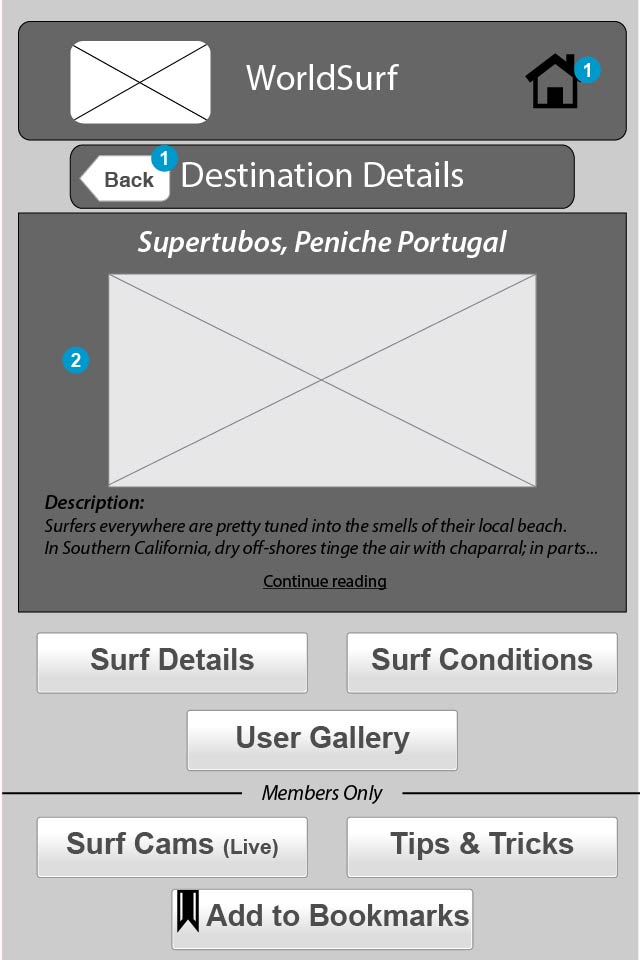 WorldSurf
1
Back
1
Destination Details
Supertubos, Peniche Portugal
2
Description:
Surfers everywhere are pretty tuned into the smells of their local beach.
In Southern California, dry off-shores tinge the air with chaparral; in parts...
Continue reading
Surf Details
Surf Conditions
User Gallery
Members Only
Surf Cams (Live)
Tips & Tricks
Add to Bookmarks